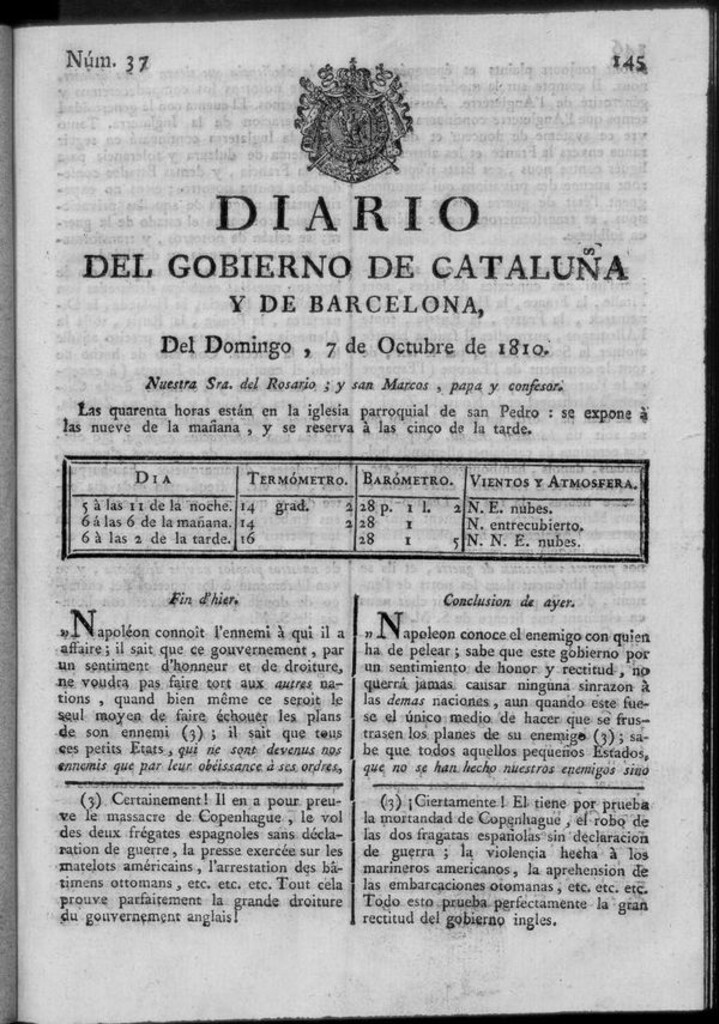 Núm. 37
145
DIARIO
DEL GOBIERNO DE CATALUÑA
Y DE BARCELONA,
Del Domingo , 7 de Octubre de 1810.
Nuestra Sra. del Rosario ; y san Marcos , papa y confesor.
Las quarenta horas están en la iglesia parroquial de san Pedro : se expone à
las nueve de la mañana , y se reserva à las cinco de la tarde.
DIA TERMÓMETRO. BARÓMETRO. VIENTOS Y ATMOSFERA.
5 à las 11 de la noche. 14 grad. 2 28 p. 1 l. 2 N. E. nubes.
6 á las 6 de la mañana. 14 2 28 1 N. entrecubierto.
6 à las 2 de la tarde. 16 28 1 5 N. N. E. nubes.
Fin d'hier.
„ Napoléon connoît l'ennemi à qui il a
affaire ; il sait que ce gouvernement , par
un sentiment d'honneur et de droiture,
ne voudra pas faire tort aux autres na-
tions , quand bien même ce seroit le
seul moyen de faire échouer les plans
de son ennemi (3) ; il sait que tous
ces petits Etats, qui ne sont devenus nos
ennemis que par leur obéissance à ses ordres,
(3) Certainement! Il en a pour preu-
ve le massacre de Copenhague , le vol
des deux frégates espagnoles sans décla-
ration de guerre, la presse exercée sur les
matelots américains, l'arrestation des bâ-
timens ottomans , etc. etc. etc. Tout cela
prouve parfaitement la grande droiture
du gouvernement anglais!
Conclusion de ayer.
„ Napoleon conoce el enemigo con quien
ha de pelear ; sabe que este gobierno por
un sentimiento de honor y rectitud , no
querrá jamas causar ninguna sinrazon à
las demas naciones, aun quando este fue-
se el único medio de hacer que se frus-
trasen los planes de su enemigo (3) ; sa-
be que todos aquellos pequeños Estados,
que no se han hecho nuestros enemigos sino
(3) ¡Ciertamente! El tiene por prueba
la mortandad de Copenhague , el robo de
las dos fragatas españolas sin declaracion
de guerra ; la violencia hecha à los
marineros americanos, la aprehension de
las embarcaciones otomanas, etc. etc. etc.
Todo esto prueba perfectamente la gran
rectitud del gobierno ingles.